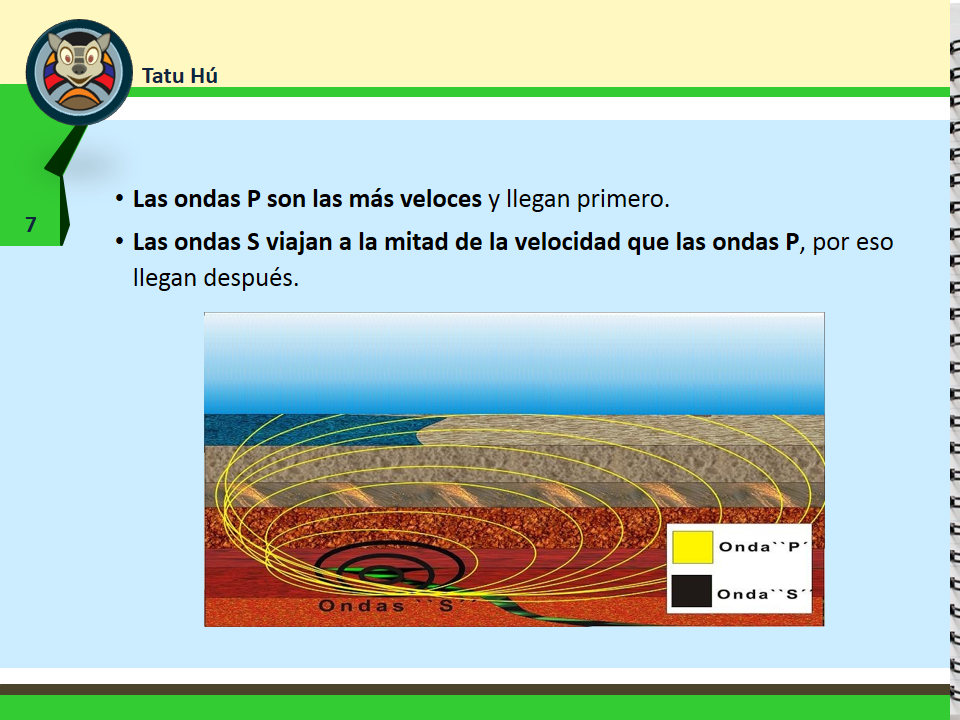 Tatu Hú
7
• Las ondas P son las más veloces y llegan primero.
• Las ondas S viajan a la mitad de la velocidad que las ondas P, por eso
llegan después.
Onda``P´
Onda``S´´
Ondas ``S´´